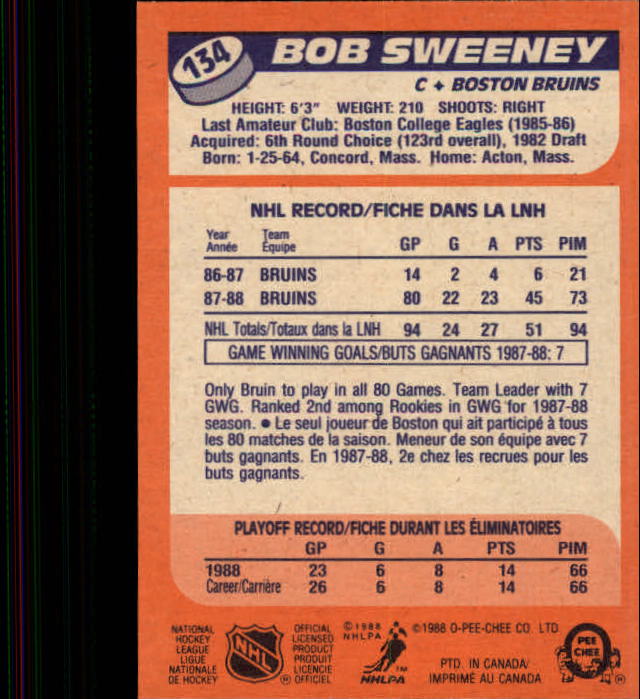 134 BOB SWEENEY
C ✦ BOSTON BRUINS
HEIGHT: 6'3" WEIGHT: 210 SHOOTS: RIGHT
Last Amateur Club: Boston College Eagles (1985-86)
Acquired: 6th Round Choice (123rd overall), 1982 Draft
Born: 1-25-64, Concord, Mass. Home: Acton, Mass.
NHL RECORD/FICHE DANS LA LNH
Year Team
Année Équipe GP G A PTS PIM
86-87 BRUINS 14 2 4 6 21
87-88 BRUINS 80 22 23 45 73
NHL Totals/Totaux dans la LNH 94 24 27 51 94
GAME WINNING GOALS/BUTS GAGNANTS 1987-88: 7
Only Bruin to play in all 80 Games. Team Leader with 7
GWG. Ranked 2nd among Rookies in GWG for 1987-88
season. ● Le seul joueur de Boston qui ait participé à tous
les 80 matches de la saison. Meneur de son équipe avec 7
buts gagnants. En 1987-88, 2e chez les recrues pour les
buts gagnants.
PLAYOFF RECORD/FICHE DURANT LES ÉLIMINATOIRES
GP G A PTS PIM
1988 23 6 8 14 66
Career/Carrière 26 6 8 14 66
NATIONAL
HOCKEY
LEAGUE
LIGUE
NATIONALE
DE HOCKEY
NHL
®
OFFICIAL
LICENSED
PRODUCT
PRODUIT
LICENCIE
OFFICIEL
©1988
NHLPA
NHLPA
TM
©1988 O-PEE-CHEE CO. LTD.
PTD. IN CANADA/
IMPRIMÉ AU CANADA
PEE
CHEE
®